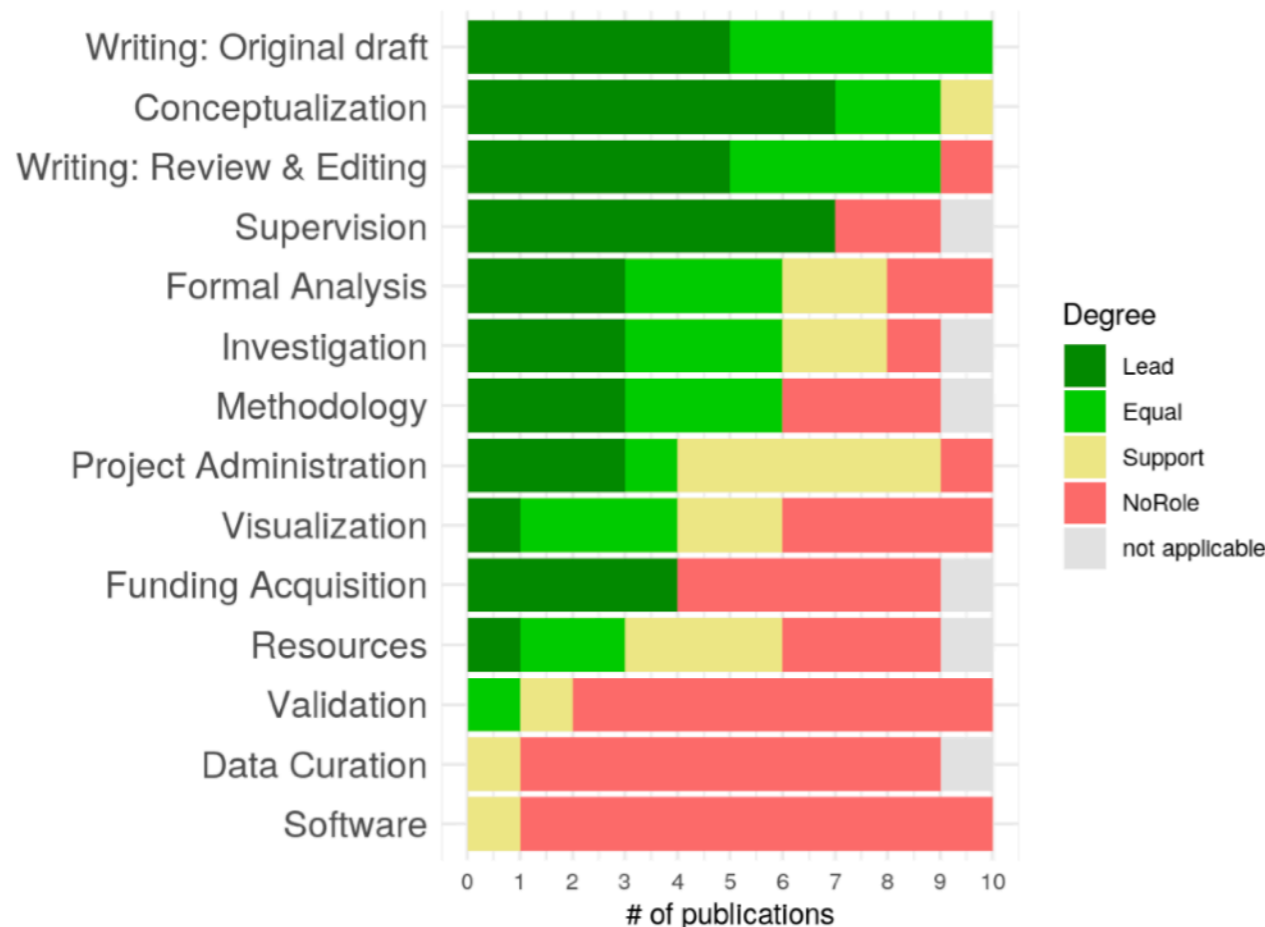 Writing: Original draft
Conceptualization
Writing: Review & Editing
Supervision
Formal Analysis
Investigation
Methodology
Project Administration
Visualization
Funding Acquisition
Resources
Validation
Data Curation
Software
0 1 2 3 4 5 6 7 8 9 10
# of publications
Degree
Lead
Equal
Support
NoRole
not applicable